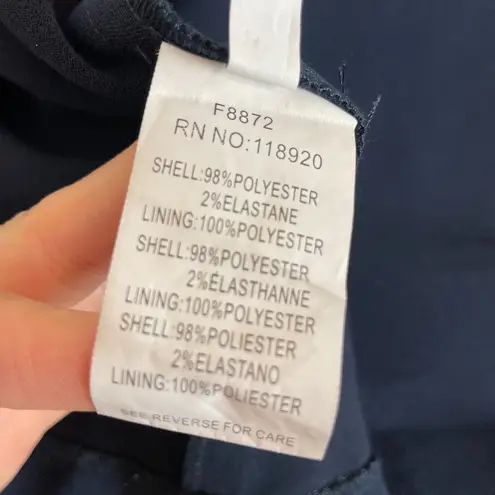 F8872
RN NO:118920
SHELL:98%POLYESTER
2%ELASTANE
LINING:100%POLYESTER
SHELL:98%POLYESTER
2%ELASTHANNE
LINING:100%POLYESTER
SHELL:98%POLIESTER
2%ELASTANO
LINING:100%POLIESTER
SEE REVERSE FOR CARE